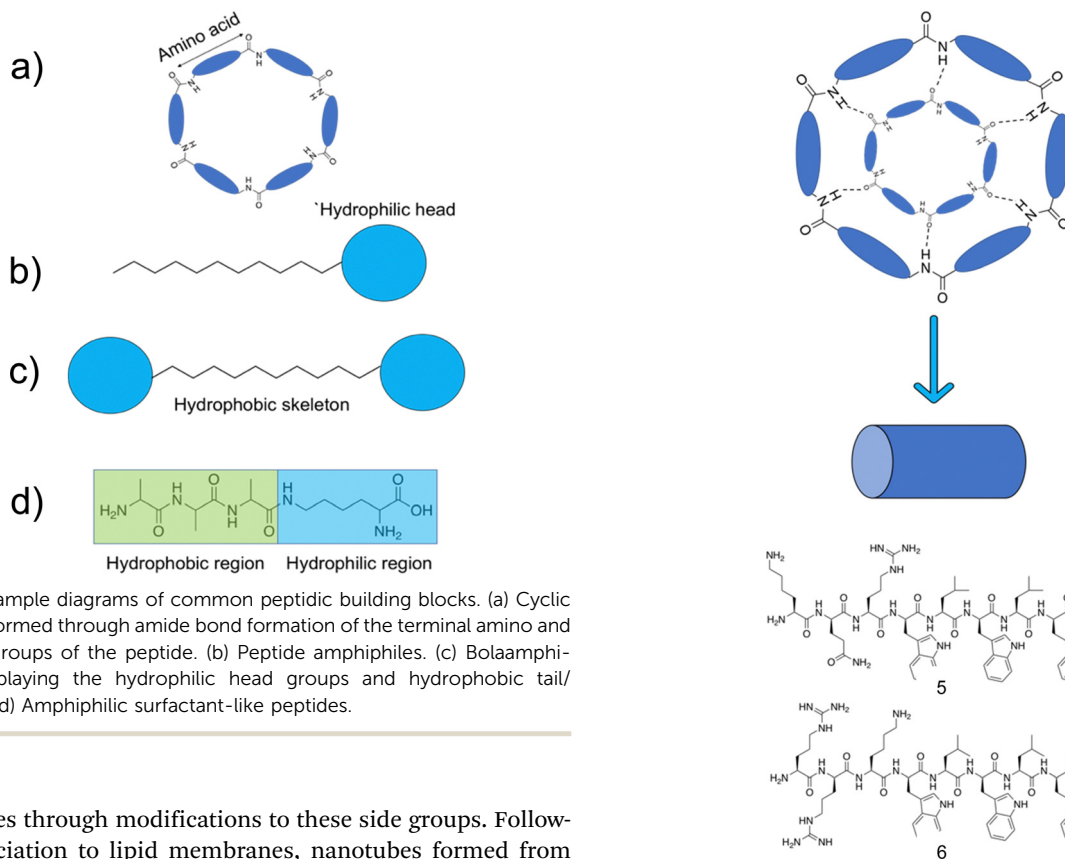 a)
Amino acid
`Hydrophilic head
b)
c)
Hydrophobic skeleton
d)
Hydrophobic region
Hydrophilic region
ample diagrams of common peptidic building blocks. (a) Cyclic
ormed through amide bond formation of the terminal amino and
roups of the peptide. (b) Peptide amphiphiles. (c) Bolaamphi-
playing the hydrophilic head groups and hydrophobic tail/
d) Amphiphilic surfactant-like peptides.
es through modifications to these side groups. Follow-
ciation to lipid membranes, nanotubes formed from
5
6